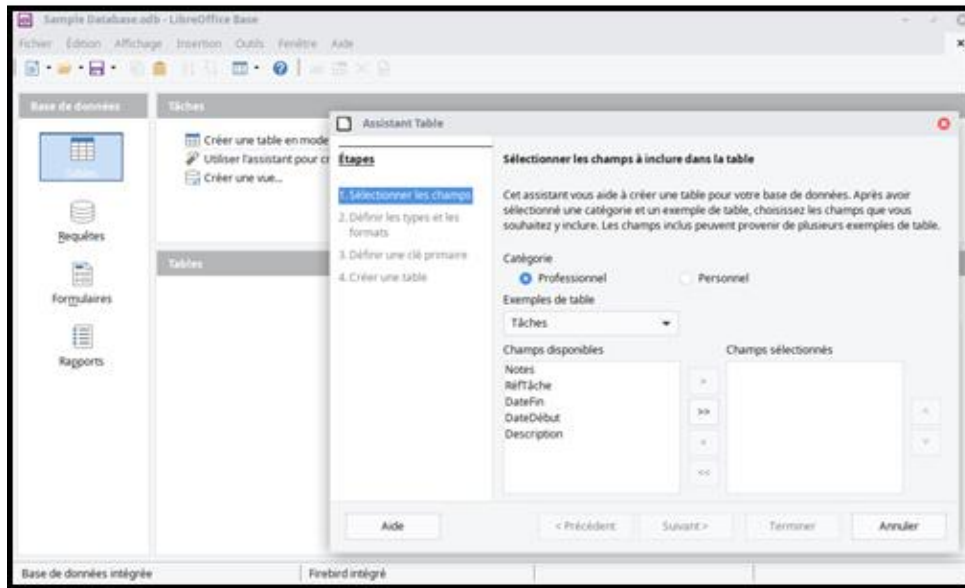 Sample Database.odb - LibreOffice Base
Fichier Édition Affichage Insertion Outils Fenêtre Aide
Base de données
Tâches
Créer une table en mode
Utiliser l'assistant pour cr
Créer une vue...
Tables
Requêtes
Formulaires
Rapports
Tables
Assistant Table
Étapes
1. Sélectionner les champs
2. Définir les types et les
formats
3. Définir une clé primaire
4. Créer une table
Sélectionner les champs à inclure dans la table
Cet assistant vous aide à créer une table pour votre base de données. Après avoir
sélectionné une catégorie et un exemple de table, choisissez les champs que vous
souhaitez y inclure. Les champs inclus peuvent provenir de plusieurs exemples de table.
Catégorie
Professionnel Personnel
Exemples de table
Tâches
Champs disponibles
Notes
RéfTâche
DateFin
DateDébut
Description
>
>>
<
<<
Champs sélectionnés
Aide < Précédent Suivant > Terminer Annuler
Base de données intégrée Firebird intégré